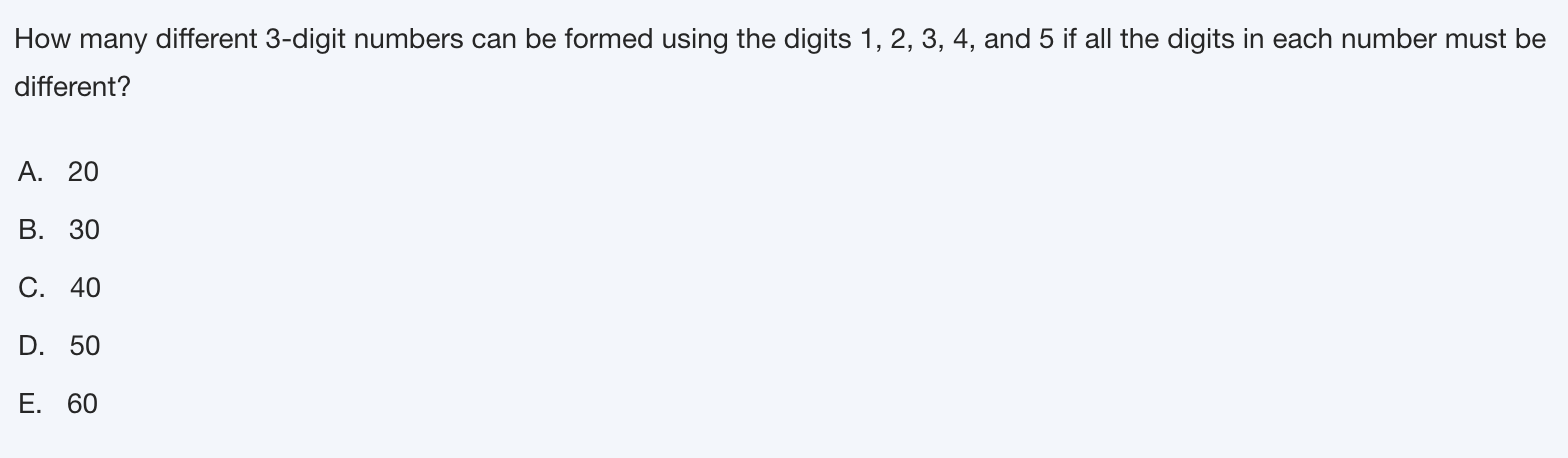 How many different 3-digit numbers can be formed using the digits 1, 2, 3, 4, and 5 if all the digits in each number must be
different?
A. 20
B. 30
C. 40
D. 50
E. 60